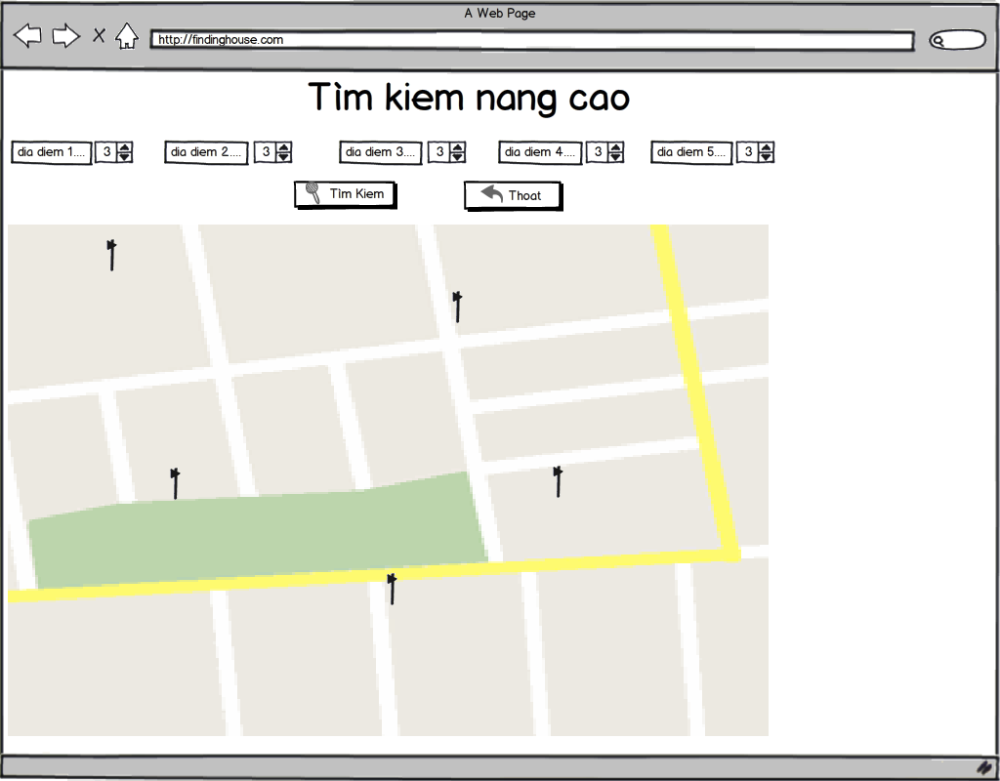 A Web Page
http://findinghouse.com
Tìm kiem nang cao
dia diem 1.... 3 dia diem 2.... 3 dia diem 3.... 3 dia diem 4.... 3 dia diem 5.... 3
Tìm Kiem Thoat